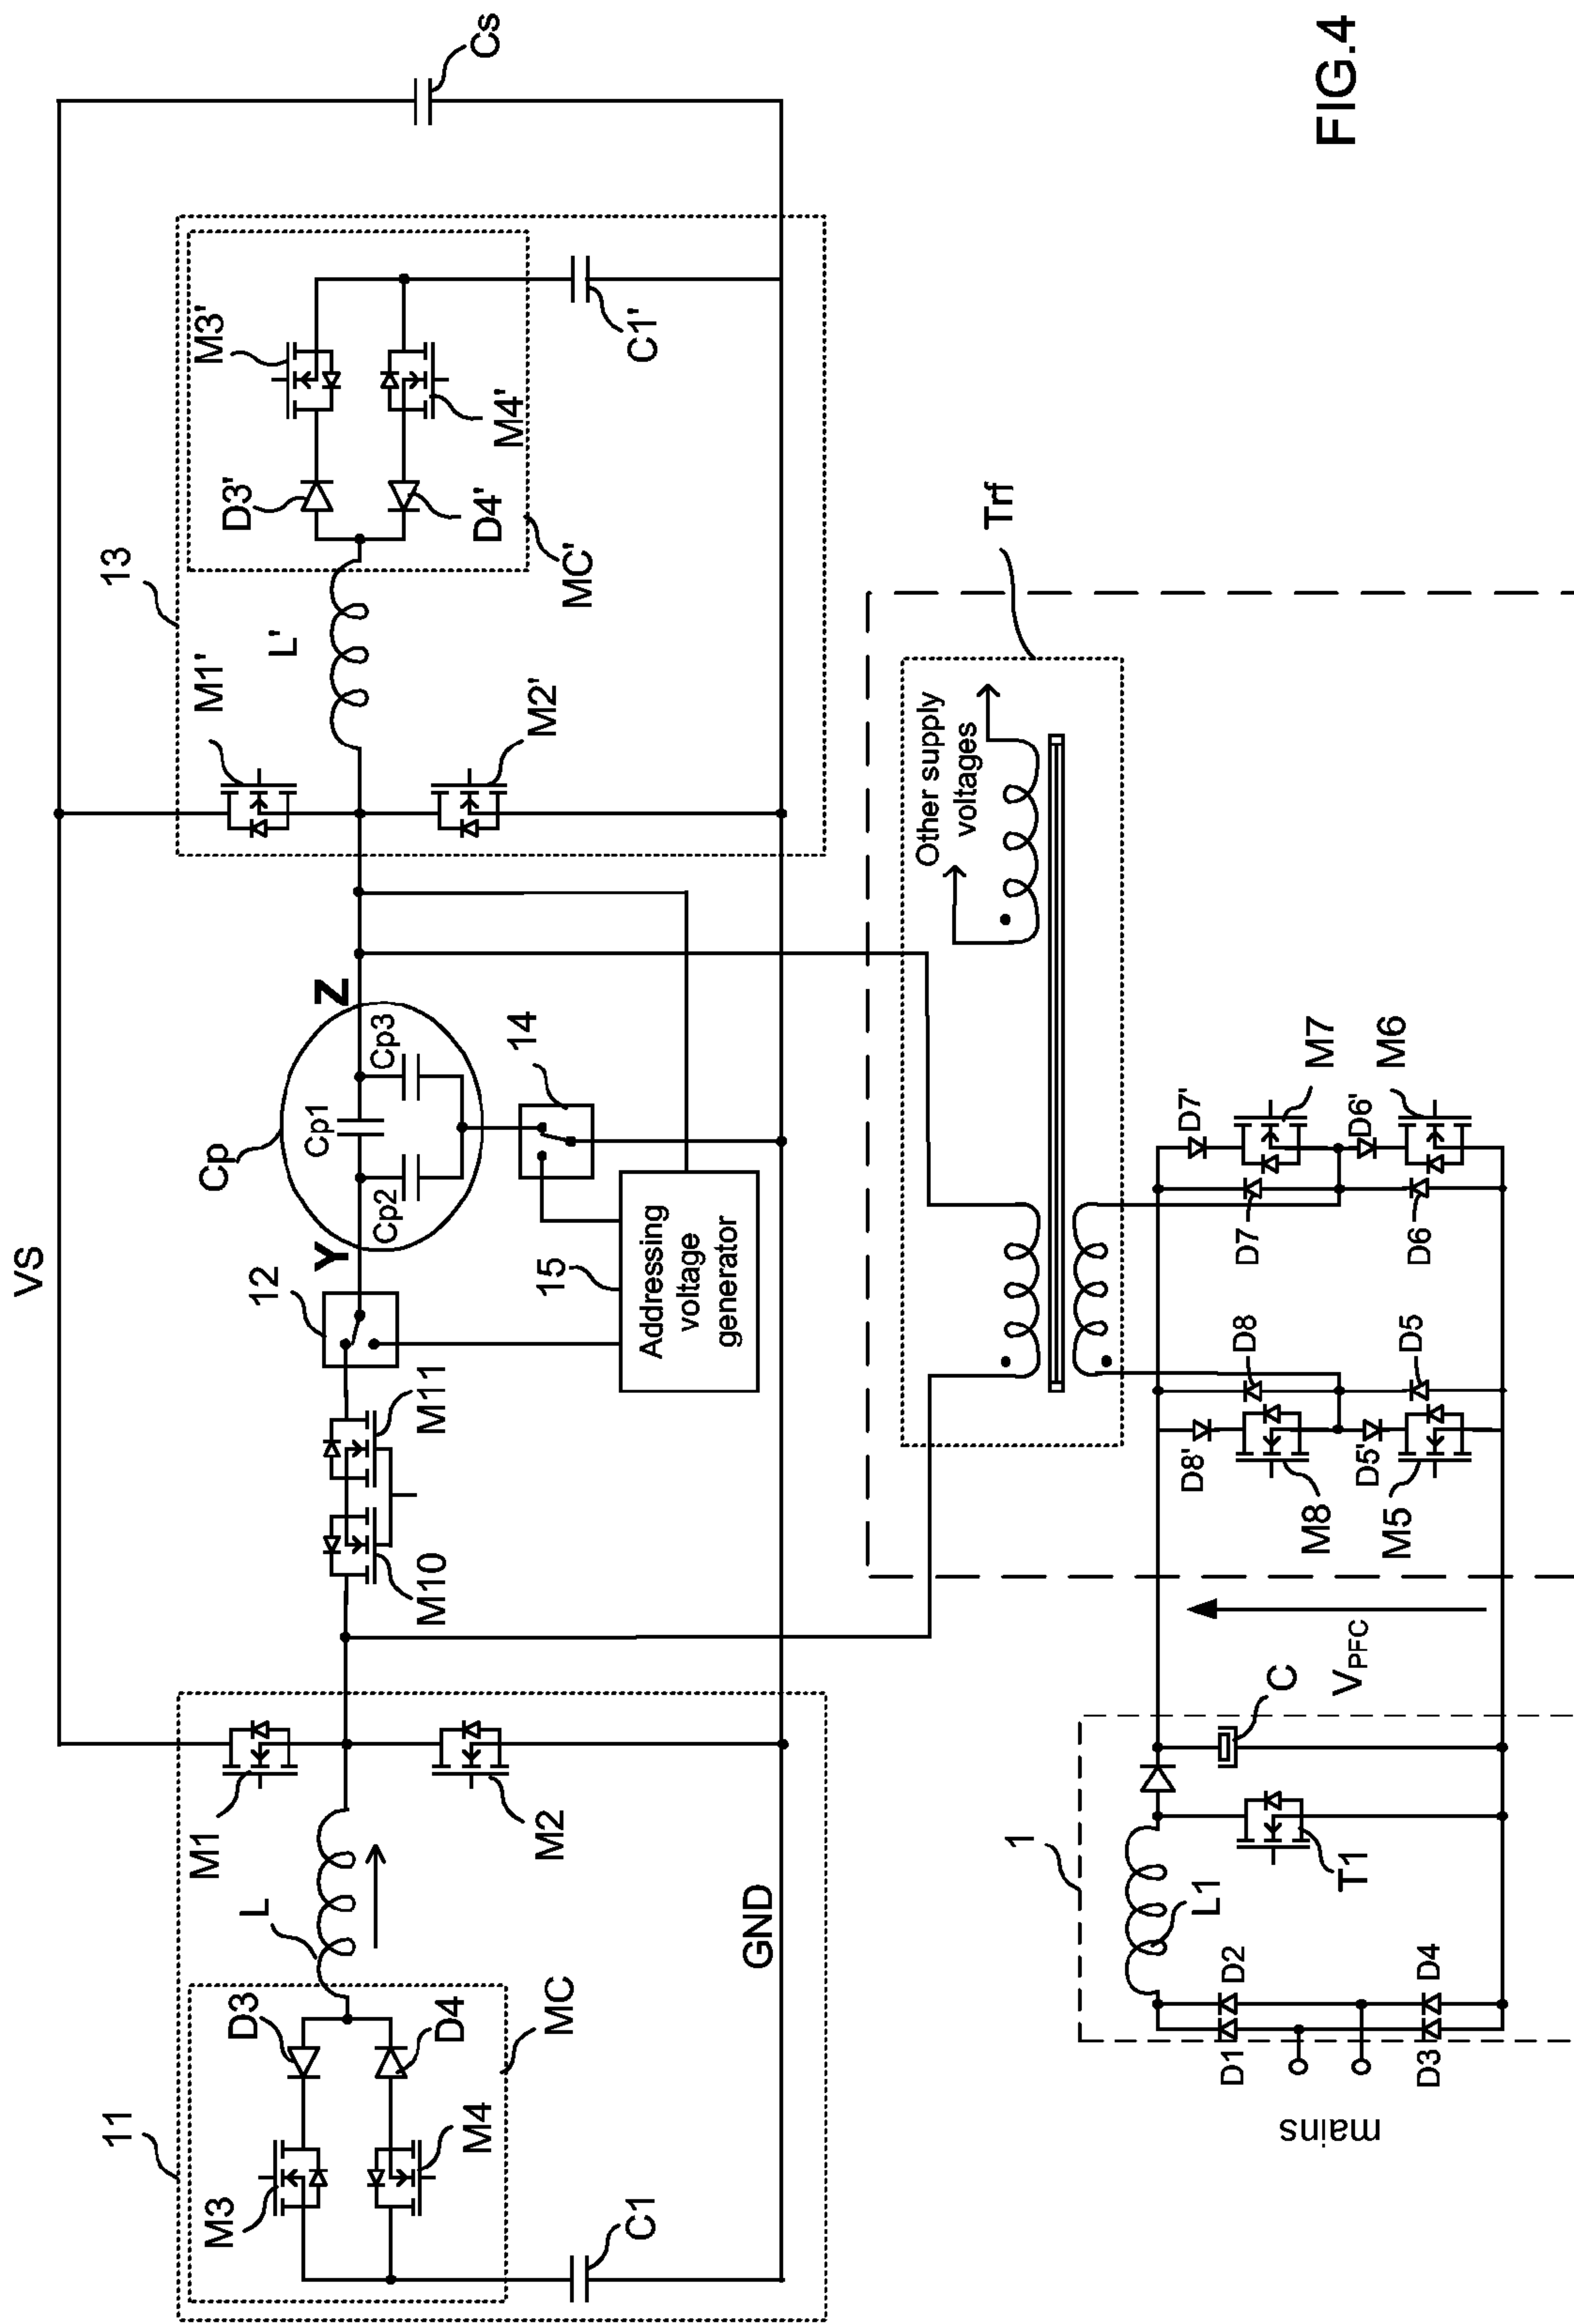 VS
11
M3
D3
M4
D4
MC
C1
L
M1
M2
GND
M10
M11
12
Y
Cp
Cp2
Cp1
Cp3
Z
14
15
Addressing
voltage
generator
13
M1'
M2'
L'
D3'
M3'
D4'
M4'
MC'
C1'
Cs
Trf
Other supply
voltages
1
mains
D1
D2
D3
D4
L1
T1
C
VPFC
D8'
M8
D5'
M5
D8
D5
D7
D6
D7'
M7
D6'
M6
FIG.4